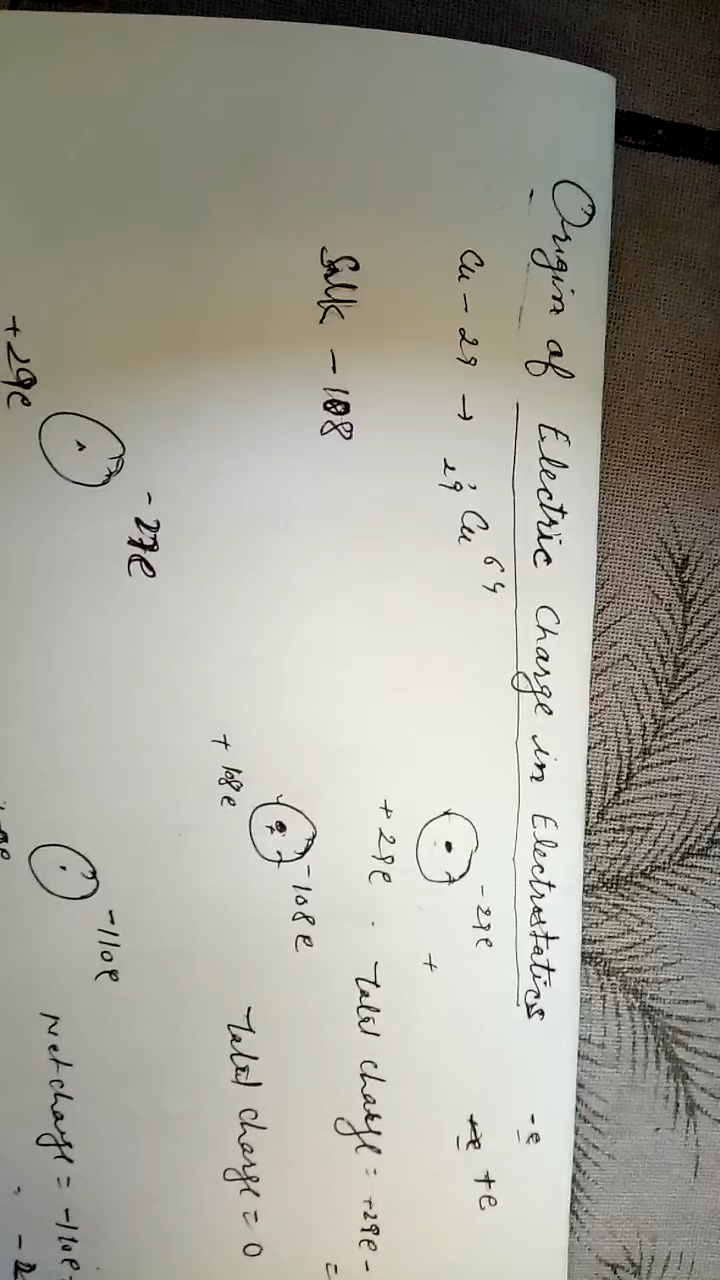 Origin of Electric Charge in Electrostatics
-e
+e
Cu - 29 → 29 Cu 64
-29e
+
+29e
Total charge = +29e -
=
Silk - 108
-108e
+108e
Total charge = 0
-27e
+29e
-110e
Net charge = -110e
= -2